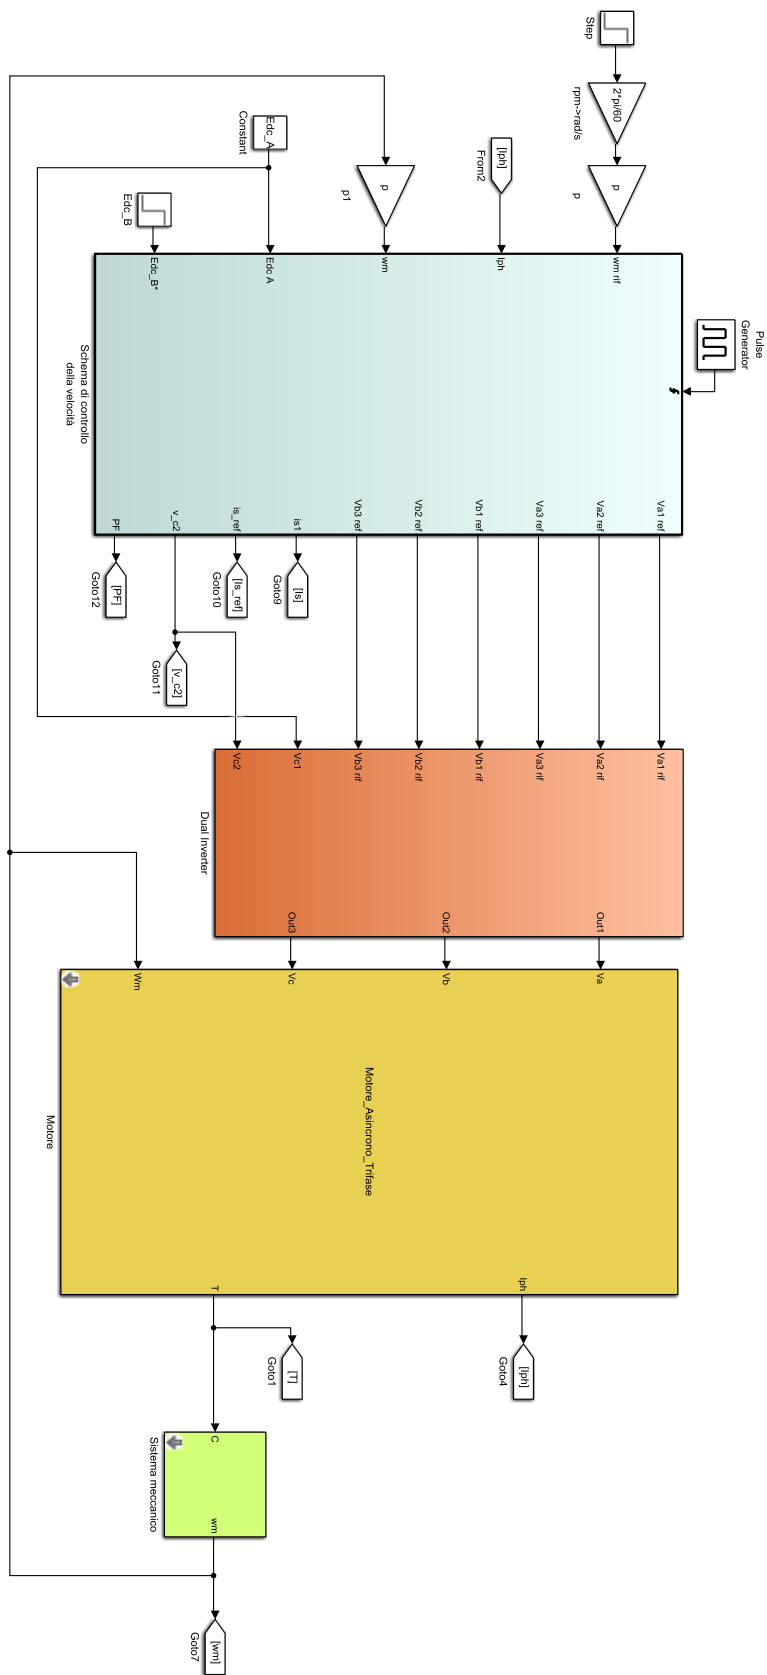 Step
2*pi/60
rpm->rad/s
p
p
[Iph]
From2
p
p1
Edc_A
Constant
Edc_B
Pulse
Generator
wm rif
Iph
wm
Edc A
Edc_B*
Va1 ref
Va2 ref
Va3 ref
Vb1 ref
Vb2 ref
Vb3 ref
is1
is_ref
v_c2
PF
Schema di controllo
della velocità
[Is]
Goto9
[Is_ref]
Goto10
[v_c2]
Goto11
[PF]
Goto12
Va1 rif
Va2 rif
Va3 rif
Vb1 rif
Vb2 rif
Vb3 rif
Vc1
Vc2
Out1
Out2
Out3
Dual Inverter
Va
Vb
Vc
Wm
Motore_Asincrono_Trifase
Iph
T
Motore
[Iph]
Goto4
[T]
Goto1
C
wm
Sistema meccanico
[wm]
Goto7